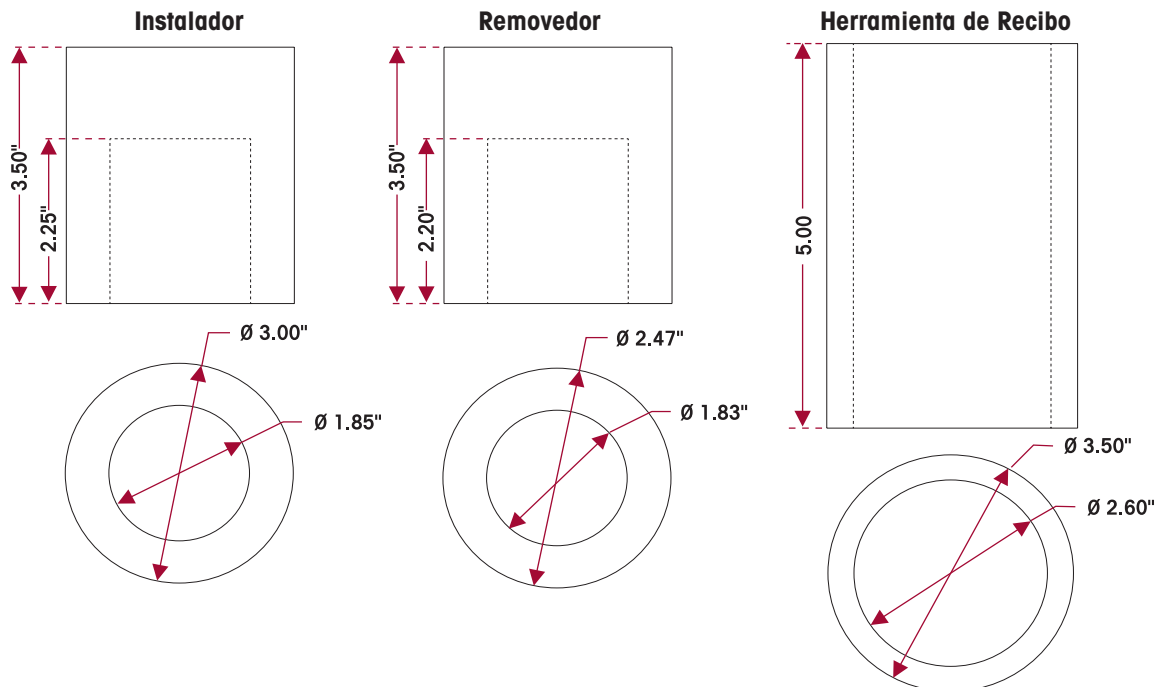 Instalador
3.50"
2.25"
Ø 3.00"
Ø 1.85"
Removedor
3.50"
2.20"
Ø 2.47"
Ø 1.83"
Herramienta de Recibo
5.00
Ø 3.50"
Ø 2.60"